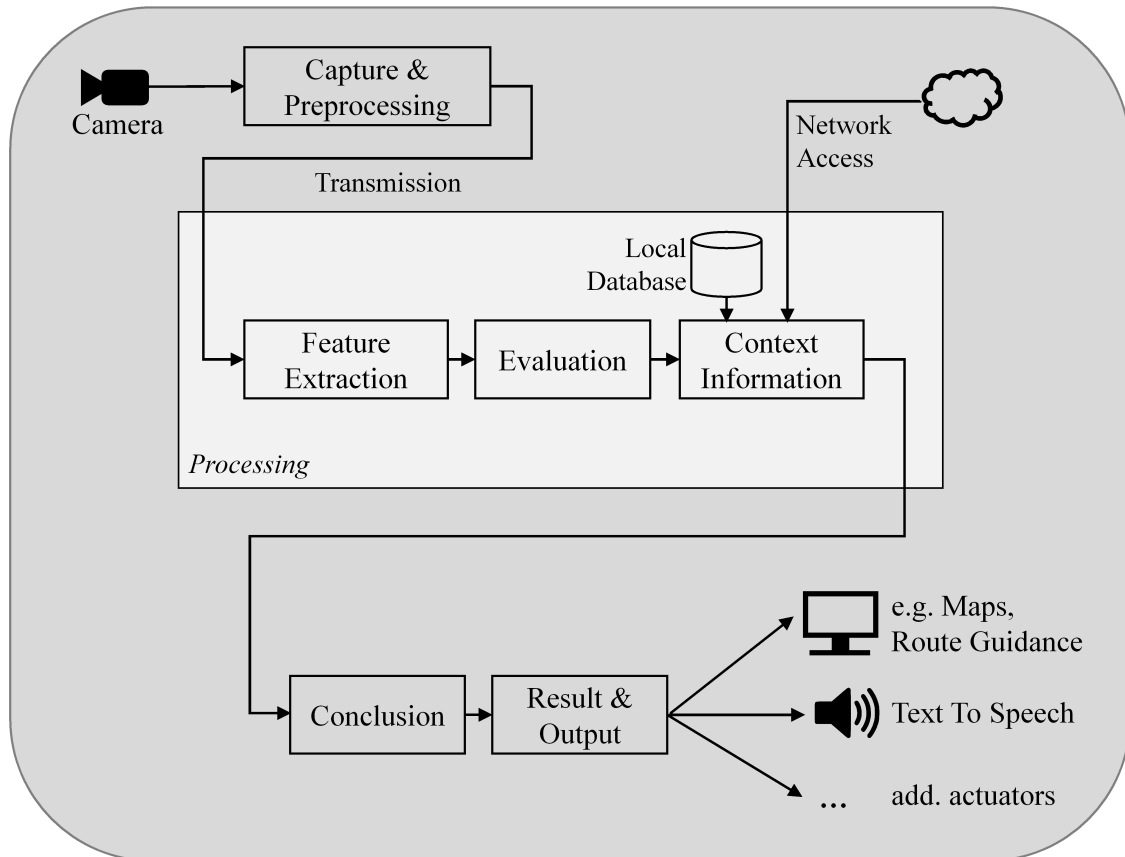 Capture &
Preprocessing
Camera
Network
Access
Transmission
Local
Database
Feature
Extraction
Evaluation
Context
Information
Processing
e.g. Maps,
Route Guidance
Conclusion
Result &
Output
Text To Speech
... add. actuators